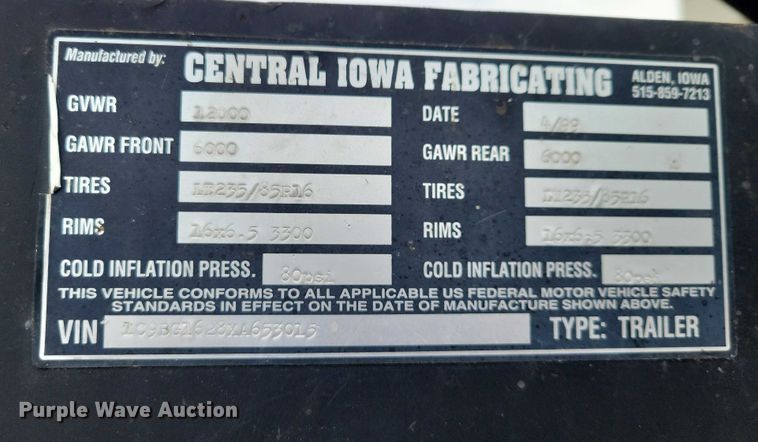 Manufactured by: CENTRAL IOWA FABRICATING ALDEN, IOWA
515-859-7213
GVWR 12000 DATE 4/99
GAWR FRONT 6000 GAWR REAR 6000
TIRES LT235/85R16 TIRES LT235/85R16
RIMS 16x6.5 3300 RIMS 16x6.5 3300
COLD INFLATION PRESS. 80psi COLD INFLATION PRESS. 80psi
THIS VEHICLE CONFORMS TO ALL APPLICABLE US FEDERAL MOTOR VEHICLE SAFETY
STANDARDS IN EFFECT ON THE DATE OF MANUFACTURE SHOWN ABOVE.
VIN TYPE: TRAILER
Purple Wave Auction